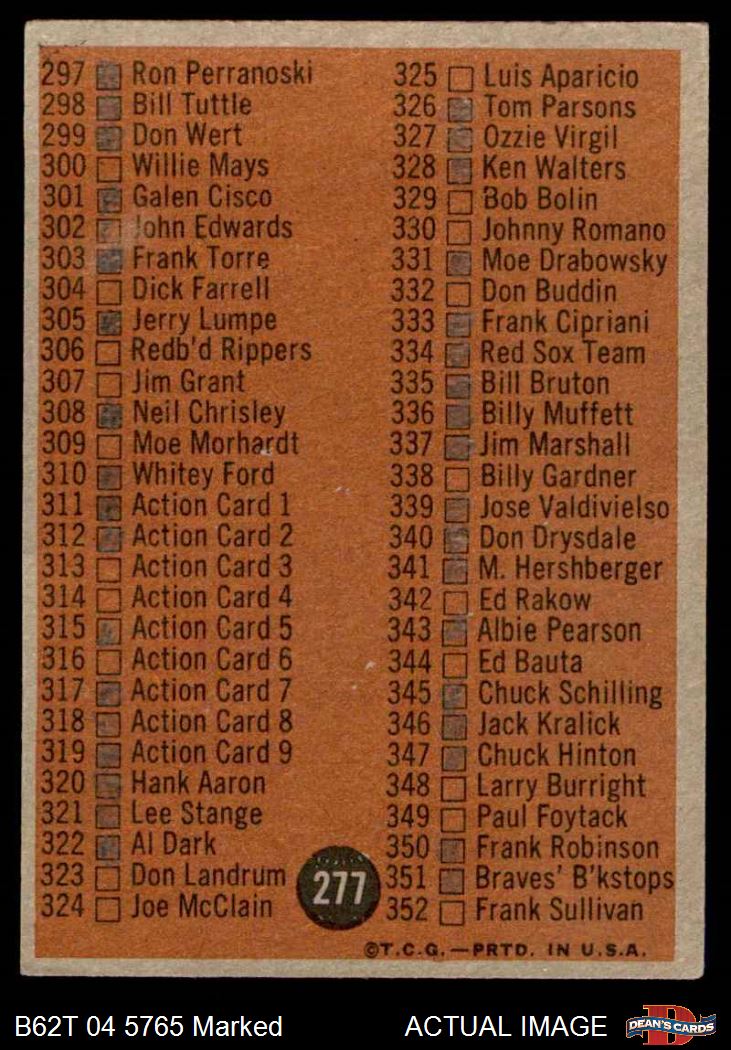 297 Ron Perranoski
298 Bill Tuttle
299 Don Wert
300 Willie Mays
301 Galen Cisco
302 John Edwards
303 Frank Torre
304 Dick Farrell
305 Jerry Lumpe
306 Redb'd Rippers
307 Jim Grant
308 Neil Chrisley
309 Moe Morhardt
310 Whitey Ford
311 Action Card 1
312 Action Card 2
313 Action Card 3
314 Action Card 4
315 Action Card 5
316 Action Card 6
317 Action Card 7
318 Action Card 8
319 Action Card 9
320 Hank Aaron
321 Lee Stange
322 Al Dark
323 Don Landrum
324 Joe McClain
325 Luis Aparicio
326 Tom Parsons
327 Ozzie Virgil
328 Ken Walters
329 Bob Bolin
330 Johnny Romano
331 Moe Drabowsky
332 Don Buddin
333 Frank Cipriani
334 Red Sox Team
335 Bill Bruton
336 Billy Muffett
337 Jim Marshall
338 Billy Gardner
339 Jose Valdivielso
340 Don Drysdale
341 M. Hershberger
342 Ed Rakow
343 Albie Pearson
344 Ed Bauta
345 Chuck Schilling
346 Jack Kralick
347 Chuck Hinton
348 Larry Burright
349 Paul Foytack
350 Frank Robinson
351 Braves' B'kstops
352 Frank Sullivan
277
©T.C.G.—PRTD. IN U.S.A.
B62T 04 5765 Marked
ACTUAL IMAGE
DEAN'S CARDS